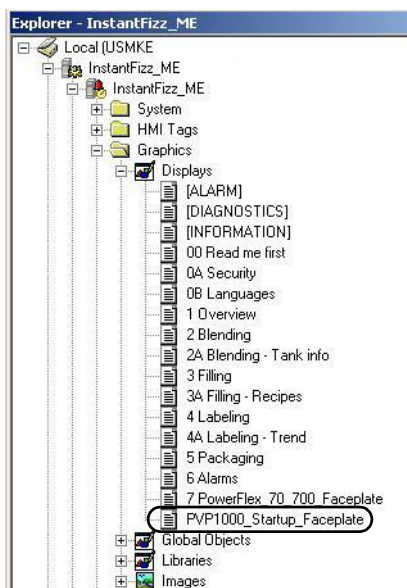 Explorer - InstantFizz_ME
Local (USMKE
InstantFizz_ME
InstantFizz_ME
System
HMI Tags
Graphics
Displays
[ALARM]
[DIAGNOSTICS]
[INFORMATION]
00 Read me first
0A Security
0B Languages
1 Overview
2 Blending
2A Blending - Tank info
3 Filling
3A Filling - Recipes
4 Labeling
4A Labeling - Trend
5 Packaging
6 Alarms
7 PowerFlex_70_700_Faceplate
PVP1000_Startup_Faceplate
Global Objects
Libraries
Images